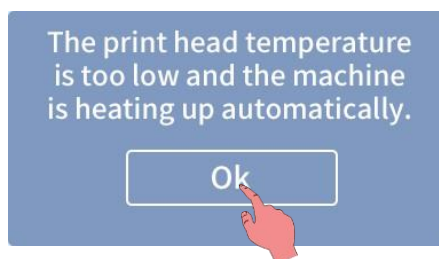 The print head temperature
is too low and the machine
is heating up automatically.
Ok